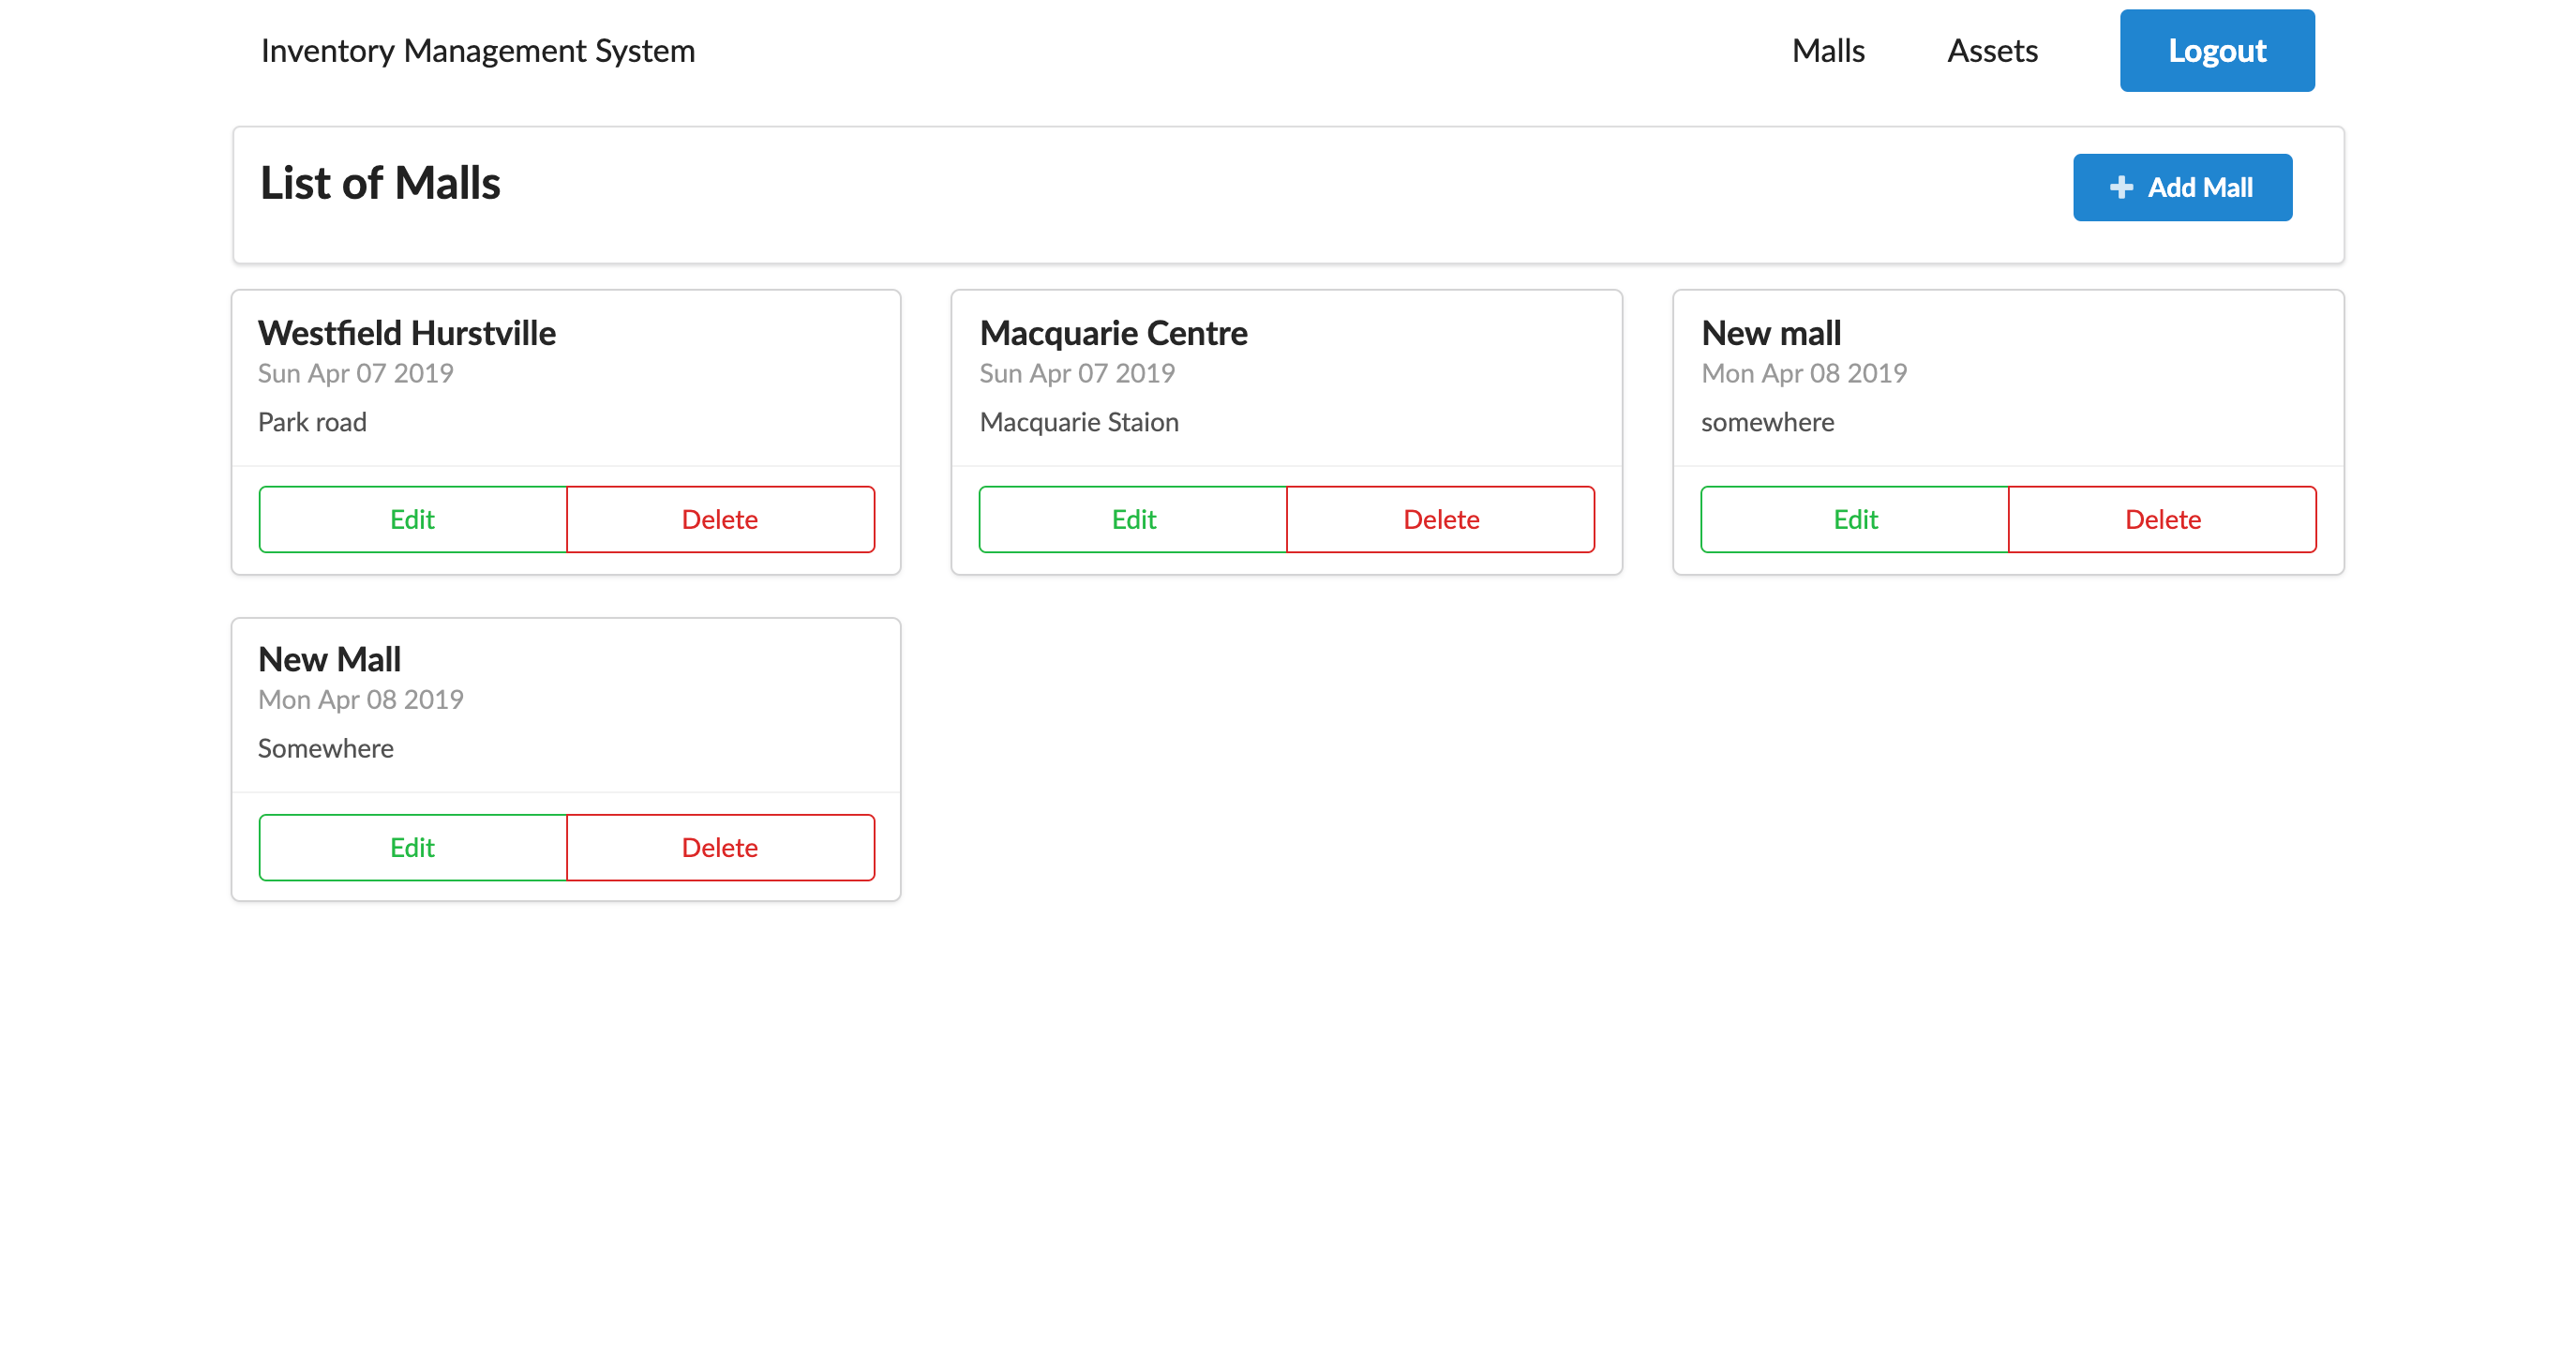 Inventory Management System
Malls
Assets
Logout
List of Malls
Add Mall
Westfield Hurstville
Sun Apr 07 2019
Park road
Edit
Delete
Macquarie Centre
Sun Apr 07 2019
Macquarie Staion
Edit
Delete
New mall
Mon Apr 08 2019
somewhere
Edit
Delete
New Mall
Mon Apr 08 2019
Somewhere
Edit
Delete